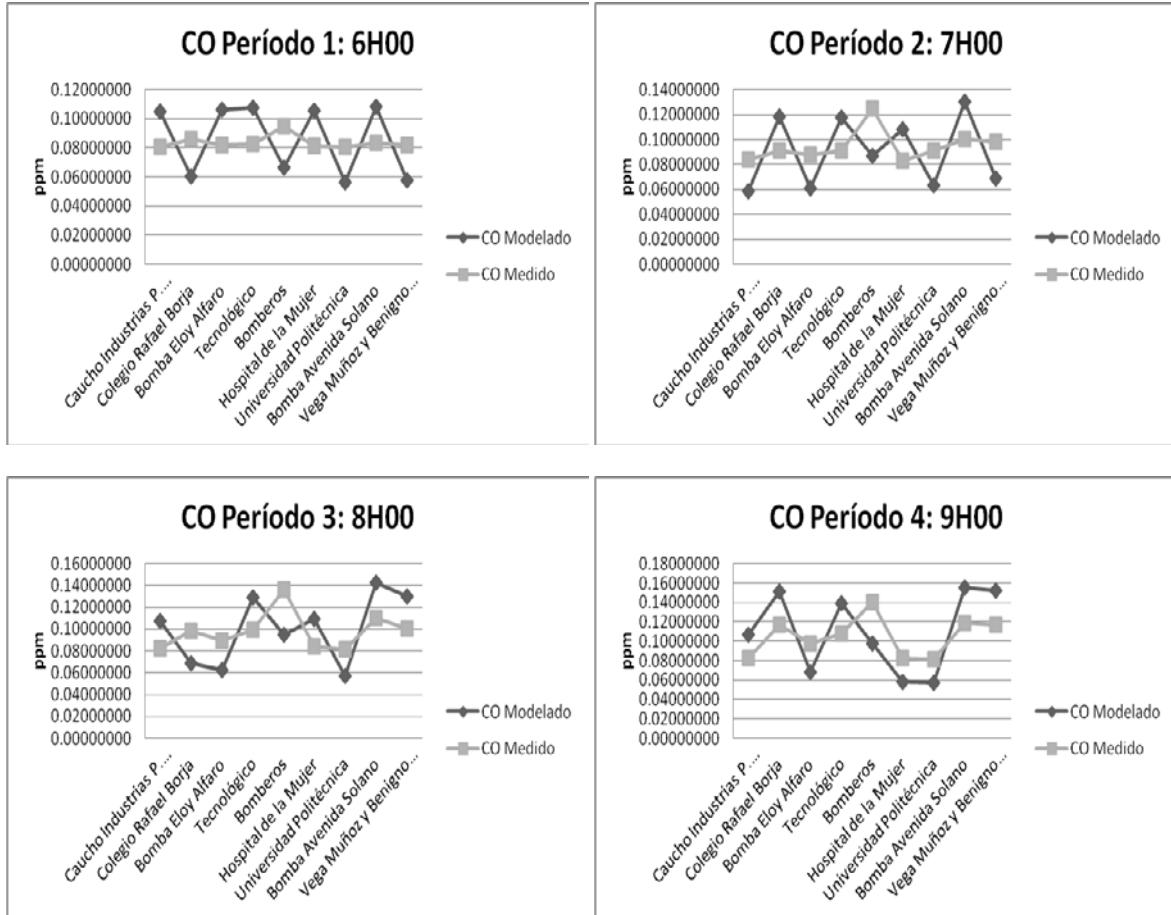 CO Período 1: 6H00
0.12000000
0.10000000
0.08000000
0.06000000
0.04000000
0.02000000
0.00000000
ppm
CO Modelado
CO Medido
Caucho Industrias P....
Colegio Rafael Borja
Bomba Eloy Alfaro
Tecnológico
Bomberos
Hospital de la Mujer
Universidad Politécnica
Bomba Avenida Solano
Vega Muñoz y Benigno...
CO Período 2: 7H00
0.14000000
0.12000000
0.10000000
0.08000000
0.06000000
0.04000000
0.02000000
0.00000000
ppm
CO Modelado
CO Medido
Caucho Industrias P....
Colegio Rafael Borja
Bomba Eloy Alfaro
Tecnológico
Bomberos
Hospital de la Mujer
Universidad Politécnica
Bomba Avenida Solano
Vega Muñoz y Benigno...
CO Período 3: 8H00
0.16000000
0.14000000
0.12000000
0.10000000
0.08000000
0.06000000
0.04000000
0.02000000
0.00000000
ppm
CO Modelado
CO Medido
Caucho Industrias P....
Colegio Rafael Borja
Bomba Eloy Alfaro
Tecnológico
Bomberos
Hospital de la Mujer
Universidad Politécnica
Bomba Avenida Solano
Vega Muñoz y Benigno...
CO Período 4: 9H00
0.18000000
0.16000000
0.14000000
0.12000000
0.10000000
0.08000000
0.06000000
0.04000000
0.02000000
0.00000000
ppm
CO Modelado
CO Medido
Caucho Industrias P....
Colegio Rafael Borja
Bomba Eloy Alfaro
Tecnológico
Bomberos
Hospital de la Mujer
Universidad Politécnica
Bomba Avenida Solano
Vega Muñoz y Benigno...